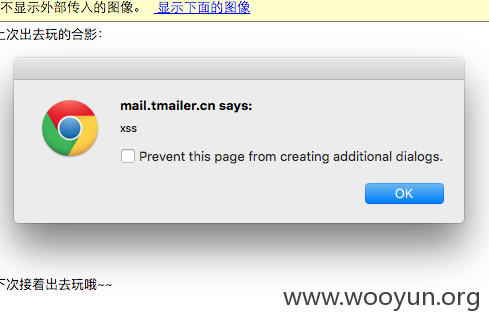 不显示外部传入的图像。 显示下面的图像
上次出去玩的合影：
mail.tmailer.cn says:
xss
Prevent this page from creating additional dialogs.
OK
下次接着出去玩哦~~
www.wooyun.org